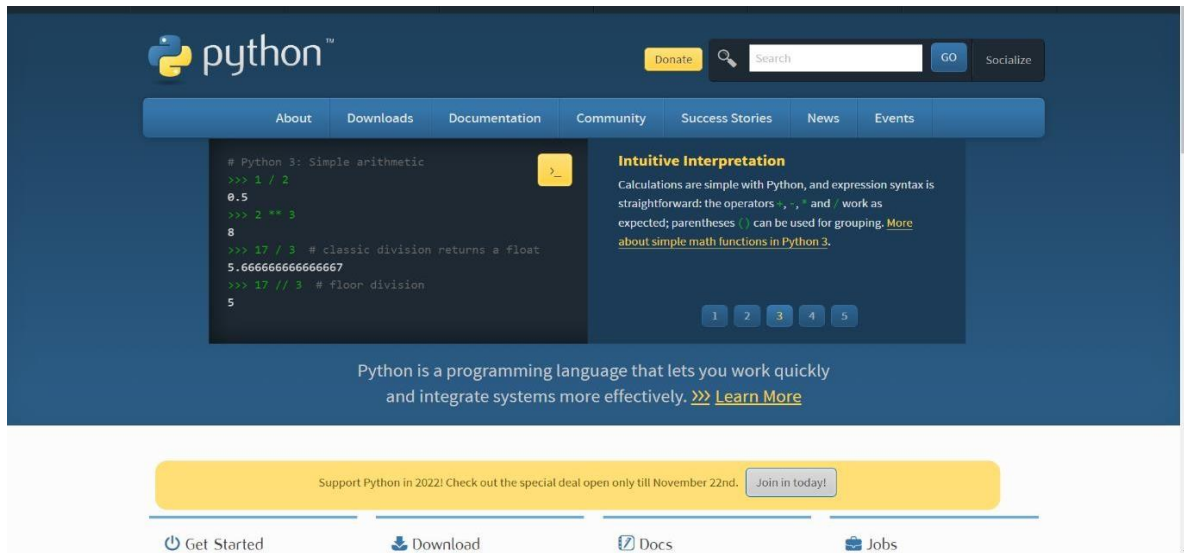 python™
Donate
Search
GO
Socialize
About Downloads Documentation Community Success Stories News Events
# Python 3: Simple arithmetic
>>> 1 / 2
0.5
>>> 2 ** 3
8
>>> 17 / 3  # classic division returns a float
5.666666666666667
>>> 17 // 3  # floor division
5
>_
Intuitive Interpretation
Calculations are simple with Python, and expression syntax is
straightforward: the operators +, -, * and / work as
expected; parentheses () can be used for grouping. More
about simple math functions in Python 3.
1 2 3 4 5
Python is a programming language that lets you work quickly
and integrate systems more effectively. >>> Learn More
Support Python in 2022! Check out the special deal open only till November 22nd. Join in today!
Get Started
Download
Docs
Jobs